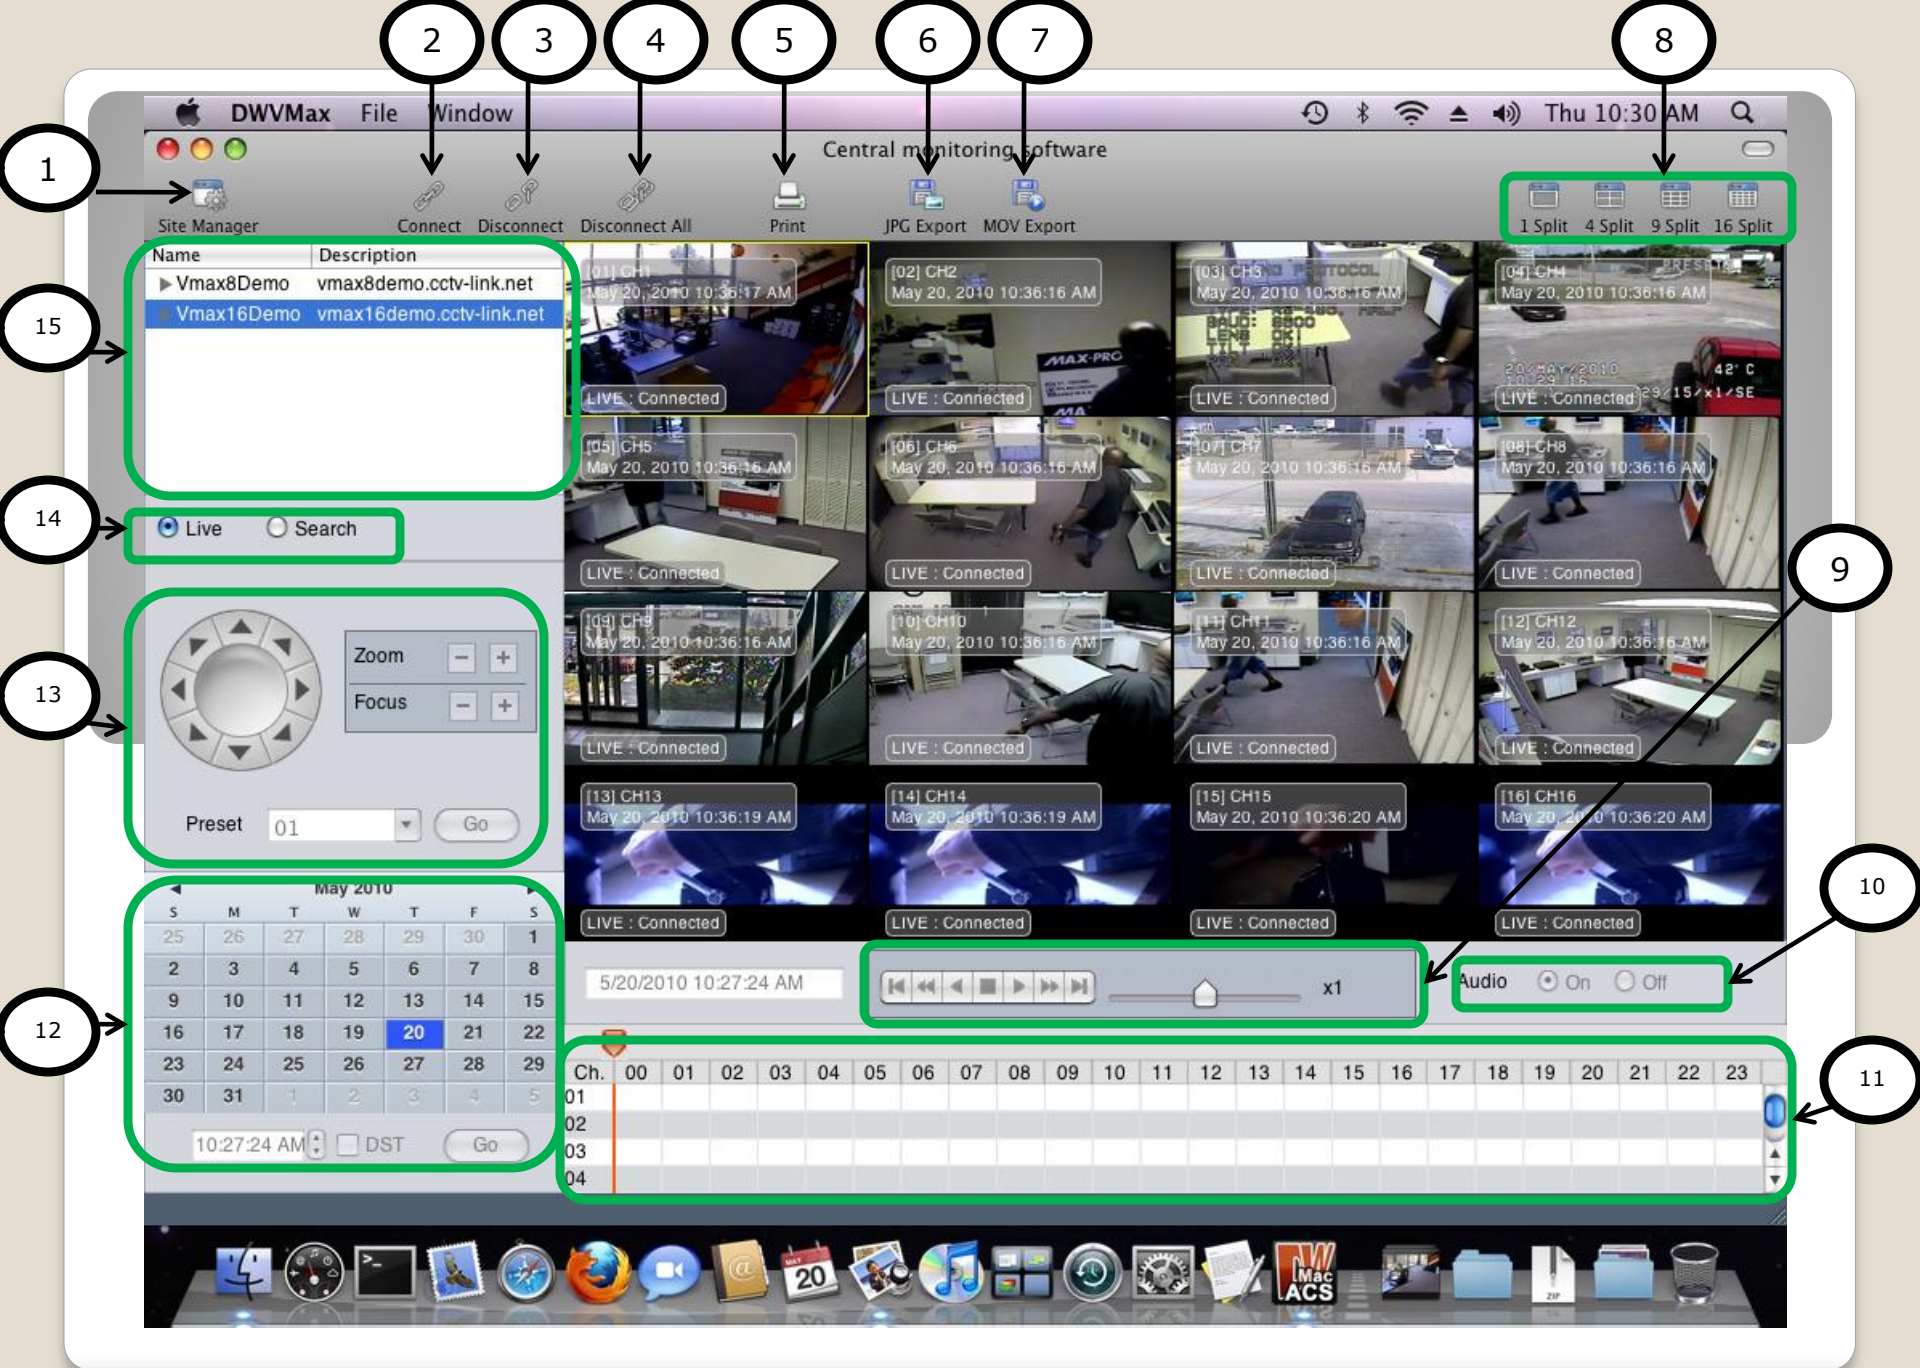 2 3 4 5 6 7 8
DWVMax File Window Thu 10:30 AM
Central monitoring software
1
Site Manager Connect Disconnect Disconnect All Print JPG Export MOV Export 1 Split 4 Split 9 Split 16 Split
Name Description
Vmax8Demo vmax8demo.cctv-link.net
Vmax16Demo vmax16demo.cctv-link.net
15
[01] CH1
May 20, 2010 10:36:17 AM
LIVE : Connected
[02] CH2
May 20, 2010 10:36:16 AM
MAX-PRO
LIVE : Connected
[03] CH3
May 20, 2010 10:36:16 AM
LIVE : Connected
[04] CH4
May 20, 2010 10:36:16 AM
20/MAY/2010
42° C
LIVE : Connected
[05] CH5
May 20, 2010 10:36:16 AM
LIVE : Connected
[06] CH6
May 20, 2010 10:36:16 AM
LIVE : Connected
[07] CH7
May 20, 2010 10:36:16 AM
LIVE : Connected
[08] CH8
May 20, 2010 10:36:16 AM
LIVE : Connected
14
Live Search
9
13
Zoom - +
Focus - +
Preset 01 Go
[09] CH9
May 20, 2010 10:36:16 AM
LIVE : Connected
[10] CH10
May 20, 2010 10:36:16 AM
LIVE : Connected
[11] CH11
May 20, 2010 10:36:16 AM
LIVE : Connected
[12] CH12
May 20, 2010 10:36:16 AM
LIVE : Connected
[13] CH13
May 20, 2010 10:36:19 AM
LIVE : Connected
[14] CH14
May 20, 2010 10:36:19 AM
LIVE : Connected
[15] CH15
May 20, 2010 10:36:20 AM
LIVE : Connected
[16] CH16
May 20, 2010 10:36:20 AM
LIVE : Connected
10
12
May 2010
S M T W T F S
25 26 27 28 29 30 1
2 3 4 5 6 7 8
9 10 11 12 13 14 15
16 17 18 19 20 21 22
23 24 25 26 27 28 29
30 31 1 2 3 4 5
10:27:24 AM DST Go
5/20/2010 10:27:24 AM x1 Audio On Off
11
Ch. 00 01 02 03 04 05 06 07 08 09 10 11 12 13 14 15 16 17 18 19 20 21 22 23
01
02
03
04
MAY
20
DW
Mac
ACS
ZIP